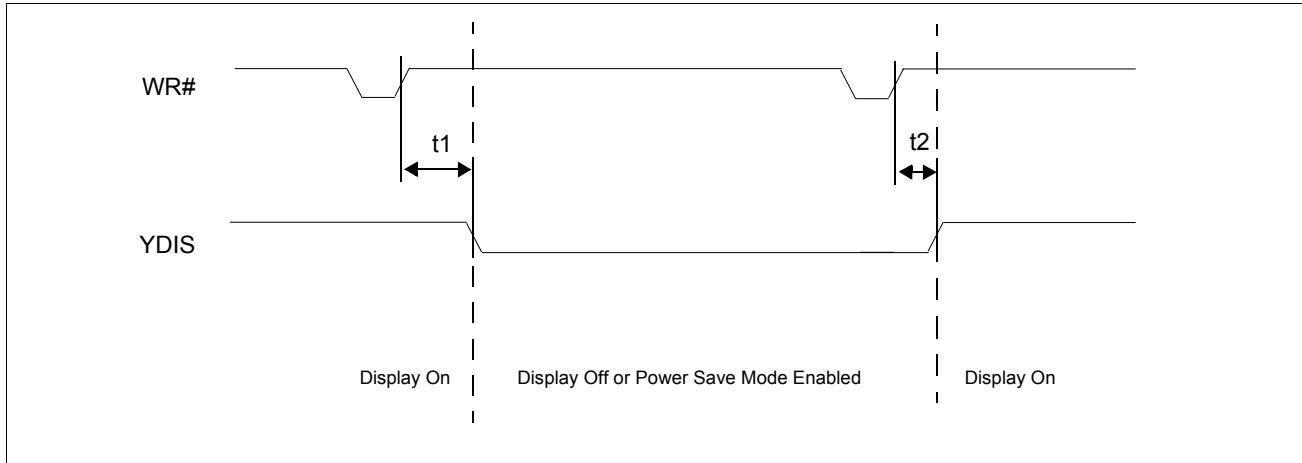 WR#
t1
t2
YDIS
Display On
Display Off or Power Save Mode Enabled
Display On